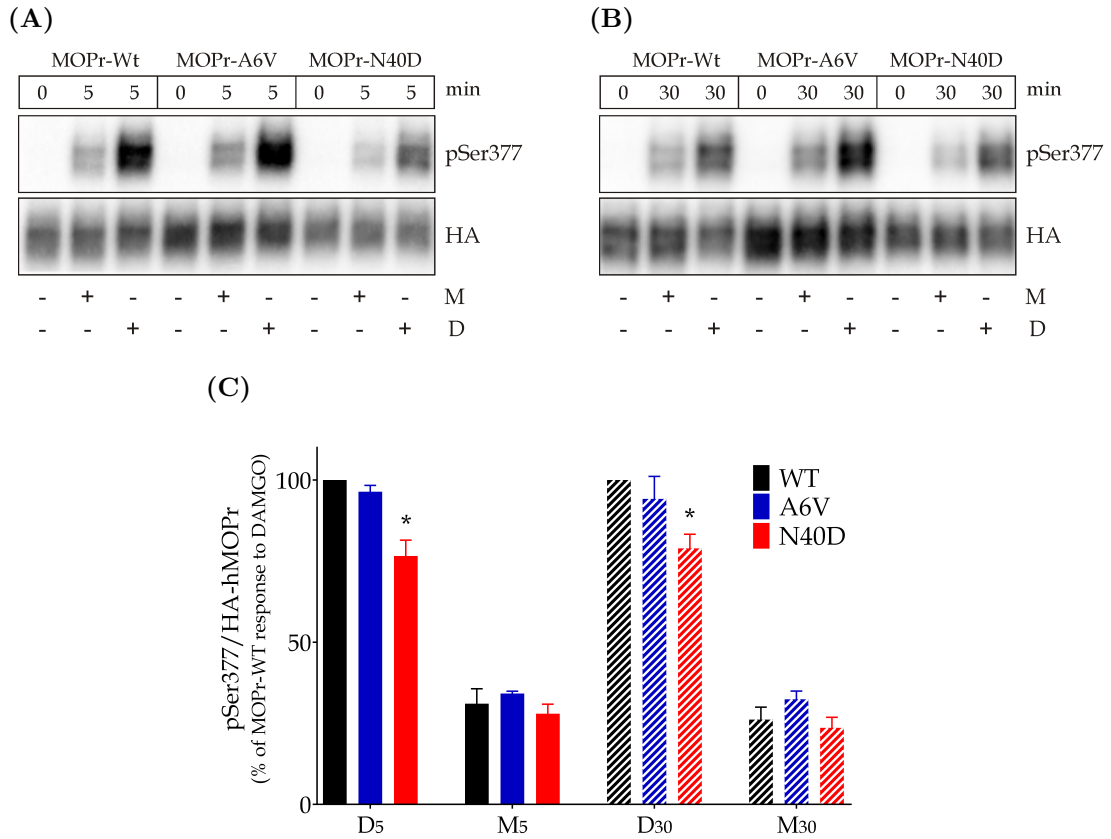 (A)
MOPr-Wt MOPr-A6V MOPr-N40D
0 5 5 0 5 5 0 5 5 min
pSer377
HA
- + - - + - - + - M
- - + - - + - - + D
(B)
MOPr-Wt MOPr-A6V MOPr-N40D
0 30 30 0 30 30 0 30 30 min
pSer377
HA
- + - - + - - + - M
- - + - - + - - + D
(C)
pSer377/HA-hMOPr
(% of MOPr-WT response to DAMGO)
100
50
0
* *
WT
A6V
N40D
D5 M5 D30 M30